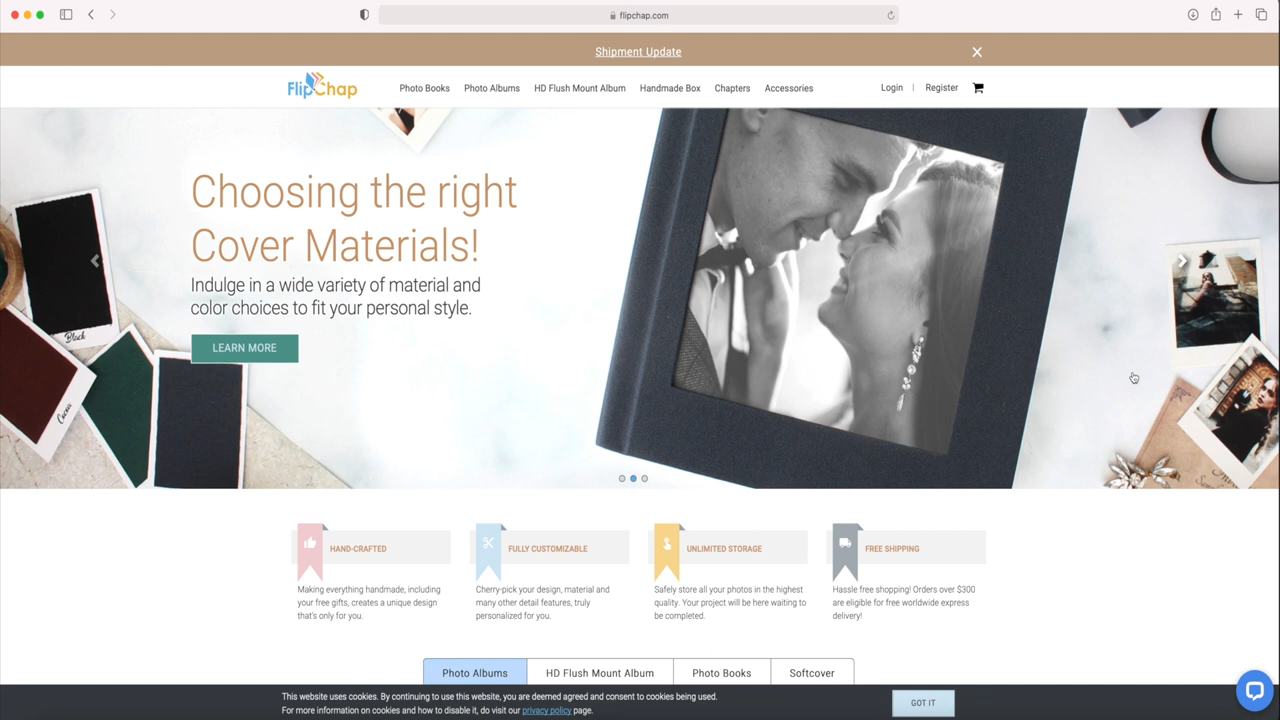 flipchap.com
Shipment Update
FlipChap
Photo Books
Photo Albums
HD Flush Mount Album
Handmade Box
Chapters
Accessories
Login
Register
Choosing the right
Cover Materials!
Indulge in a wide variety of material and
color choices to fit your personal style.
LEARN MORE
Black
HAND-CRAFTED
Making everything handmade, including
your free gifts, creates a unique design
that's only for you.
FULLY CUSTOMIZABLE
Cherry-pick your design, material and
many other detail features, truly
personalized for you.
UNLIMITED STORAGE
Safely store all your photos in the highest
quality. Your project will be here waiting to
be completed.
FREE SHIPPING
Hassle free shopping! Orders over $300
are eligible for free worldwide express
delivery!
Photo Albums
HD Flush Mount Album
Photo Books
Softcover
This website uses cookies. By continuing to use this website, you are deemed agreed and consent to cookies being used.
For more information on cookies and how to disable it, do visit our privacy policy page.
GOT IT